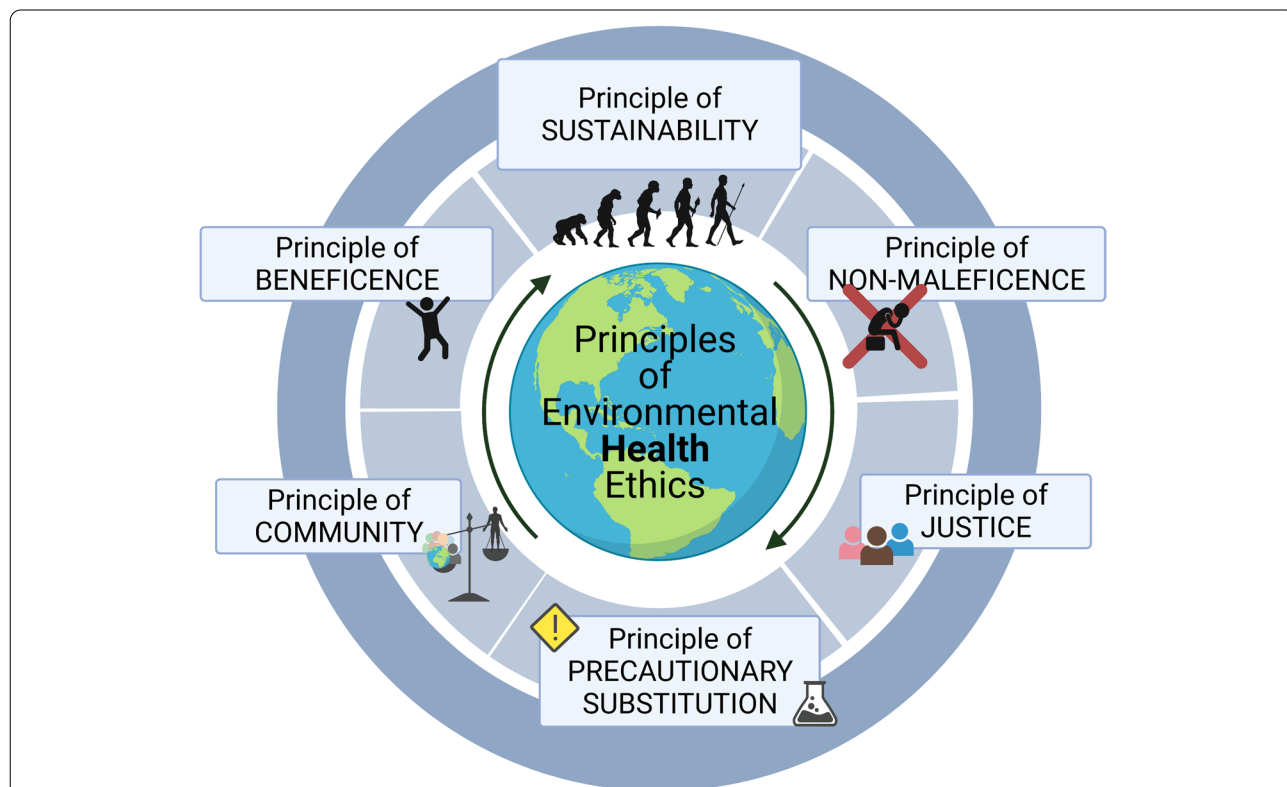 Principle of
SUSTAINABILITY
Principle of
BENEFICENCE
Principle of
NON-MALEFICENCE
Principles
of
Environmental
Health
Ethics
Principle of
COMMUNITY
Principle of
JUSTICE
!
Principle of
PRECAUTIONARY
SUBSTITUTION